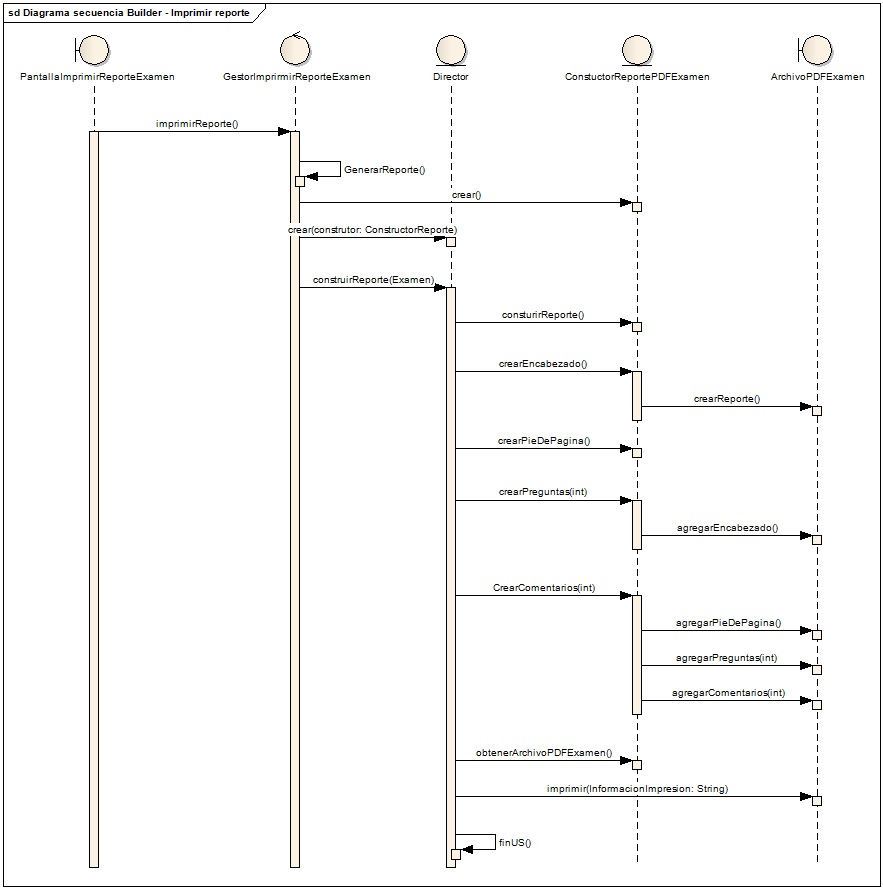 sd Diagrama secuencia Builder - Imprimir reporte
PantallaImprimirReporteExamen
GestorImprimirReporteExamen
Director
ConstuctorReportePDFExamen
ArchivoPDFExamen
imprimirReporte()
GenerarReporte()
crear()
crear(construtor: ConstructorReporte)
construirReporte(Examen)
consturirReporte()
crearEncabezado()
crearReporte()
crearPieDePagina()
crearPreguntas(int)
agregarEncabezado()
CrearComentarios(int)
agregarPieDePagina()
agregarPreguntas(int)
agregarComentarios(int)
obtenerArchivoPDFExamen()
imprimir(InformacionImpresion: String)
finUS()